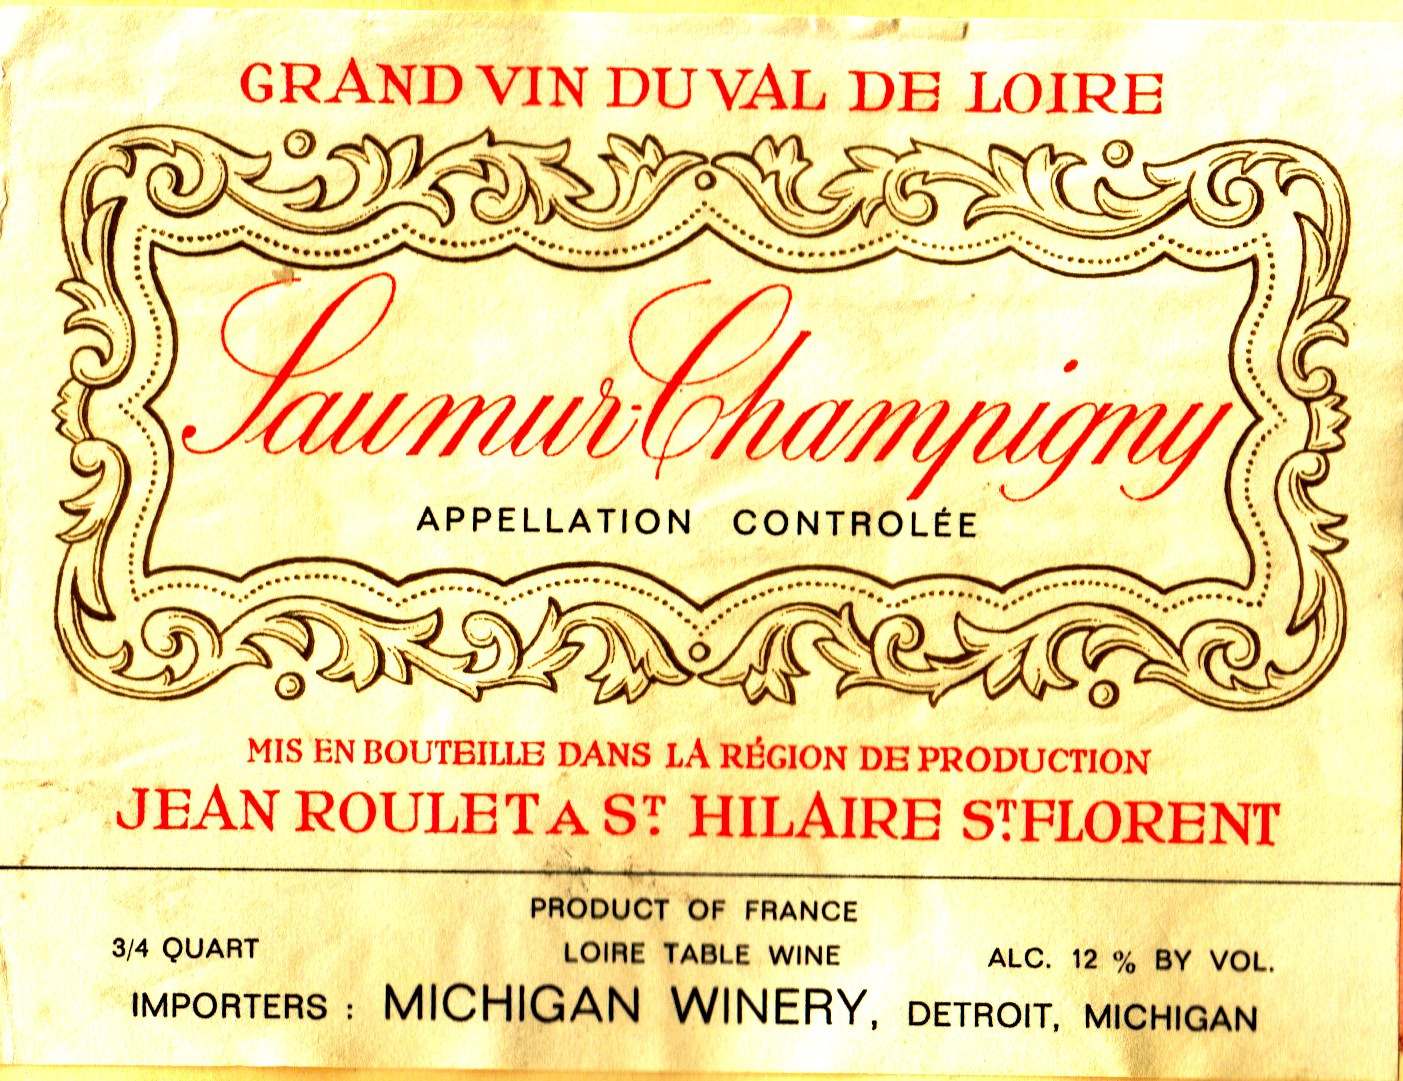 GRAND VIN DU VAL DE LOIRE
Saumur-Champigny
APPELLATION CONTROLÉE
MIS EN BOUTEILLE DANS LA RÉGION DE PRODUCTION
JEAN ROULET A ST HILAIRE ST FLORENT
PRODUCT OF FRANCE
3/4 QUART LOIRE TABLE WINE ALC. 12 % BY VOL.
IMPORTERS : MICHIGAN WINERY, DETROIT, MICHIGAN